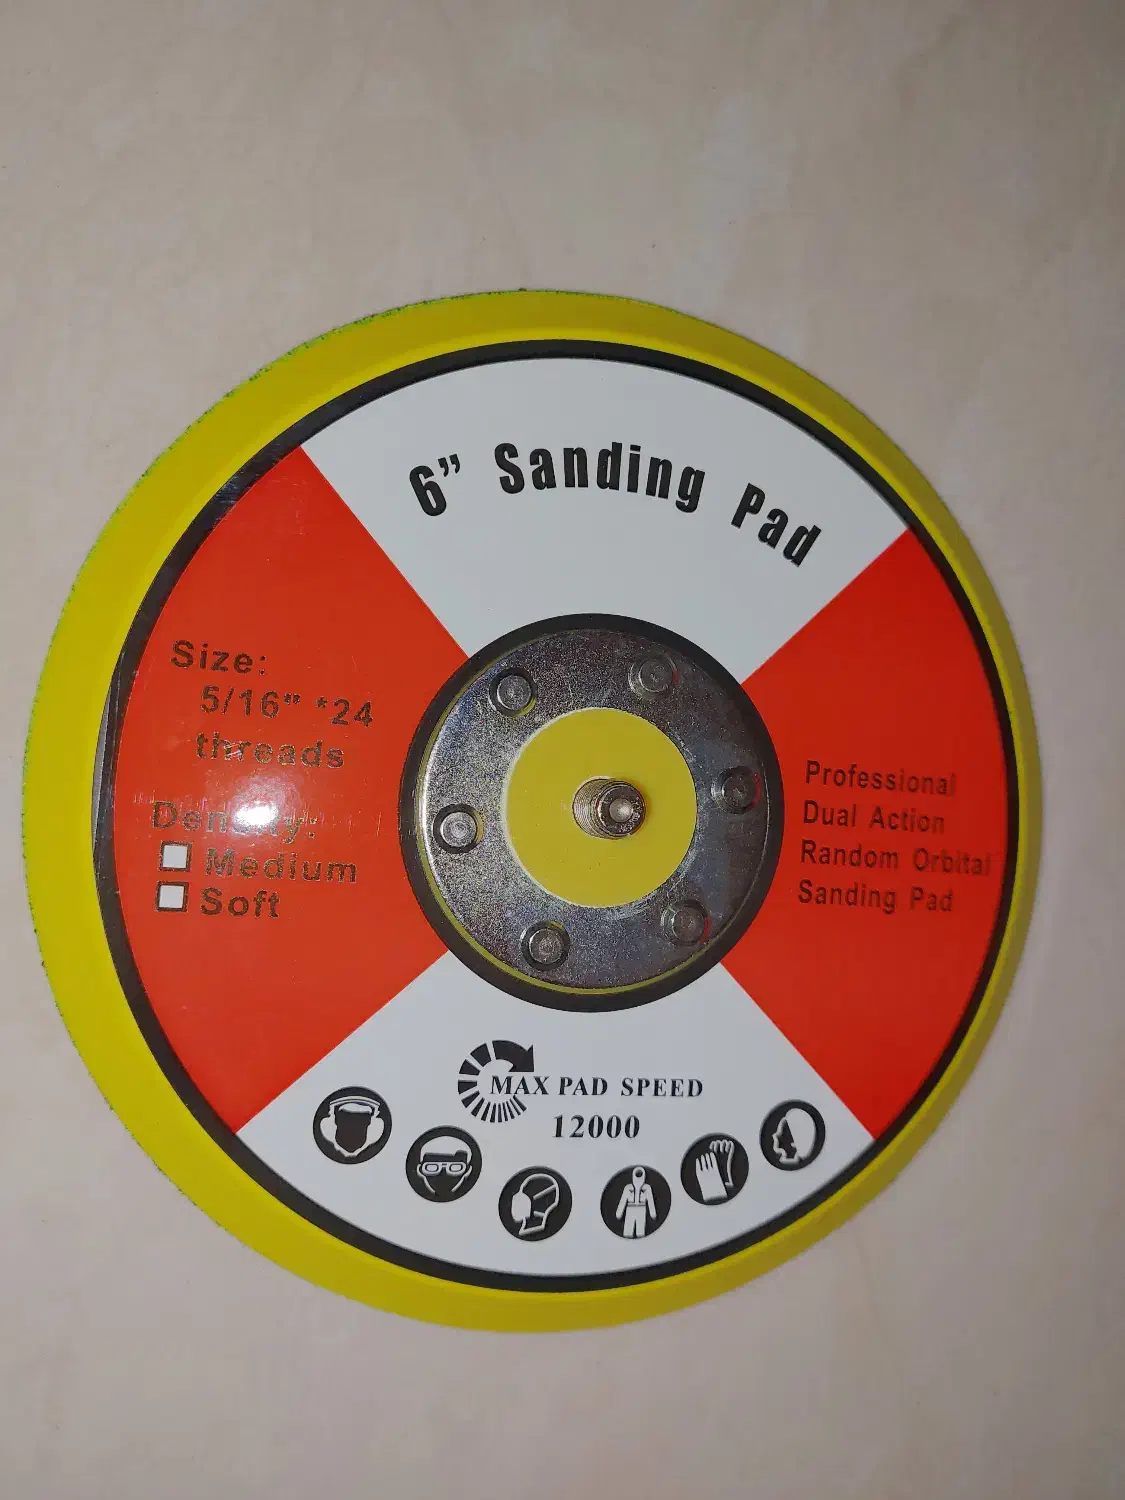 6” Sanding Pad
Size:
5/16" *24
threads
Density:
Medium
Soft
Professional
Dual Action
Random Orbital
Sanding Pad
MAX PAD SPEED
12000